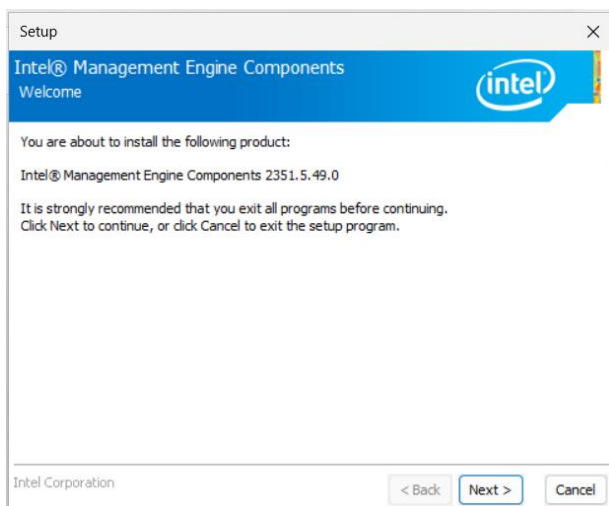 Setup
Intel® Management Engine Components
Welcome
intel
You are about to install the following product:
Intel® Management Engine Components 2351.5.49.0
It is strongly recommended that you exit all programs before continuing.
Click Next to continue, or click Cancel to exit the setup program.
Intel Corporation
< Back Next > Cancel